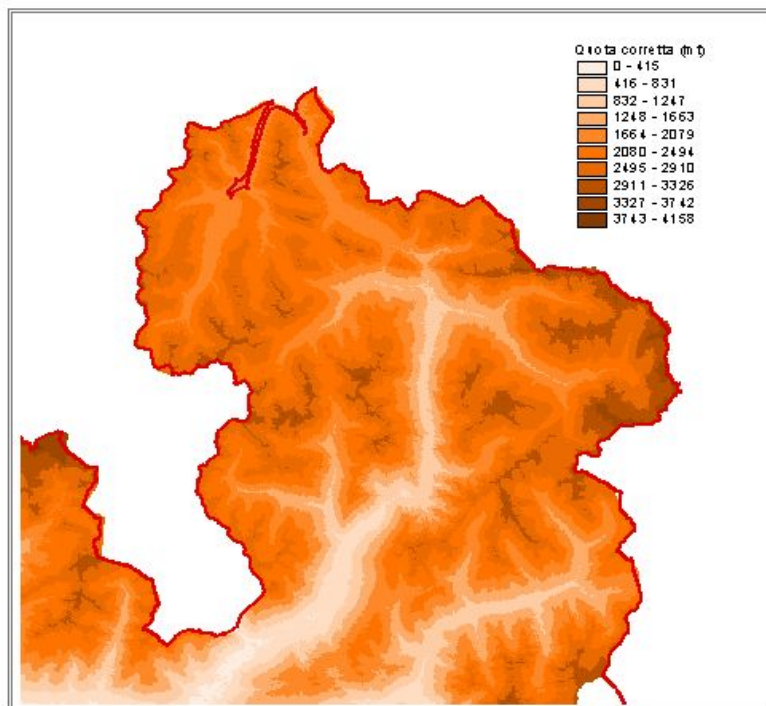 Quota corretta (mt)
0 - 415
416 - 831
832 - 1247
1248 - 1663
1664 - 2079
2080 - 2494
2495 - 2910
2911 - 3326
3327 - 3742
3743 - 4158